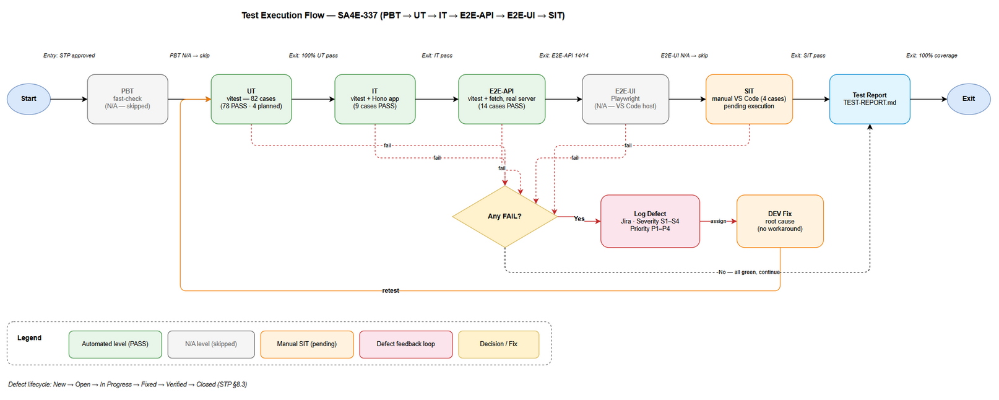 Test Execution Flow — SA4E-337 (PBT → UT → IT → E2E-API → E2E-UI → SIT)
Entry: STP approved
PBT N/A → skip
Exit: 100% UT pass
Exit: IT pass
Exit: E2E-API 14/14
E2E-UI N/A → skip
Exit: SIT pass
Exit: 100% coverage
Start
PBT
fast-check
(N/A — skipped)
UT
vitest — 82 cases
(78 PASS · 4 planned)
IT
vitest + Hono app
(9 cases PASS)
E2E-API
vitest + fetch, real server
(14 cases PASS)
E2E-UI
Playwright
(N/A — VS Code host)
SIT
manual VS Code (4 cases)
pending execution
Test Report
TEST-REPORT.md
Exit
fail
fail
fail
fail
fail
Any FAIL?
Yes
Log Defect
Jira · Severity S1–S4
Priority P1–P4
assign
DEV Fix
root cause
(no workaround)
No — all green, continue
retest
Legend
Automated level (PASS)
N/A level (skipped)
Manual SIT (pending)
Defect feedback loop
Decision / Fix
Defect lifecycle: New → Open → In Progress → Fixed → Verified → Closed (STP §8.3)